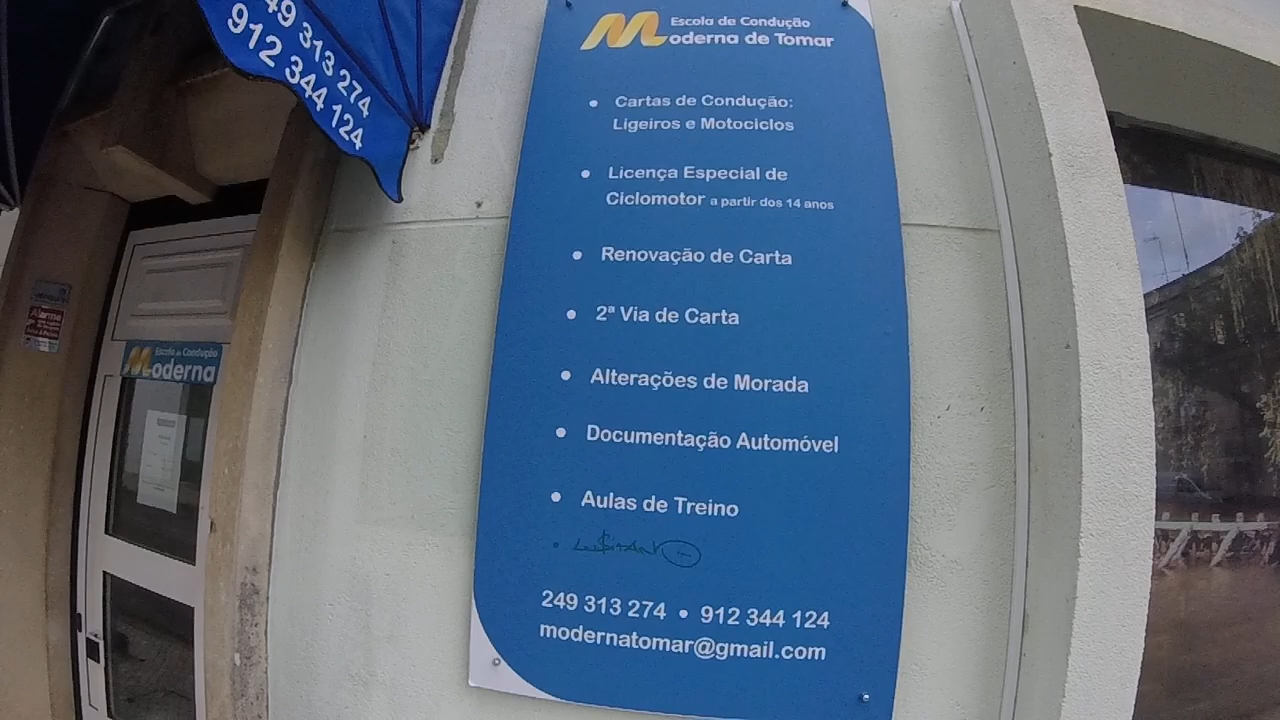 49 313 274
912 344 124
Escola de Condução
Moderna de Tomar
• Cartas de Condução:
Ligeiros e Motociclos
• Licença Especial de
Ciclomotor a partir dos 14 anos
• Renovação de Carta
• 2ª Via de Carta
• Alterações de Morada
• Documentação Automóvel
• Aulas de Treino
249 313 274 • 912 344 124
modernatomar@gmail.com
Alarme
Escola de Condução
Moderna